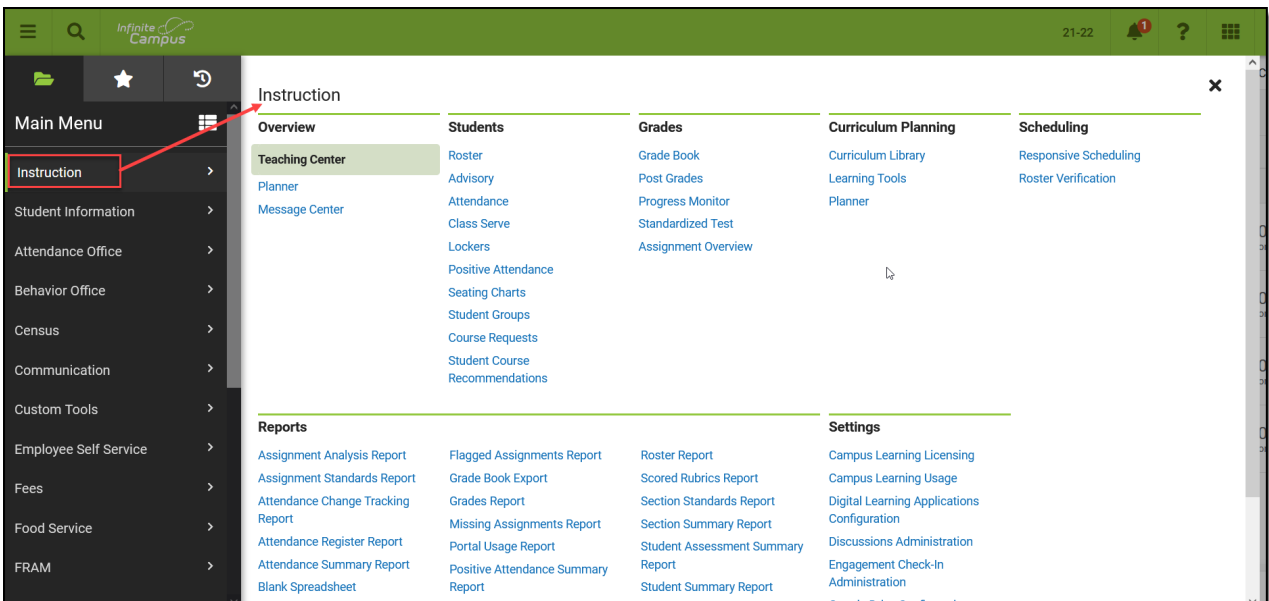 Infinite
Campus
21-22
1
?
Main Menu
Instruction
Student Information
Attendance Office
Behavior Office
Census
Communication
Custom Tools
Employee Self Service
Fees
Food Service
FRAM
Instruction
Overview
Teaching Center
Planner
Message Center
Students
Roster
Advisory
Attendance
Class Serve
Lockers
Positive Attendance
Seating Charts
Student Groups
Course Requests
Student Course
Recommendations
Grades
Grade Book
Post Grades
Progress Monitor
Standardized Test
Assignment Overview
Curriculum Planning
Curriculum Library
Learning Tools
Planner
Scheduling
Responsive Scheduling
Roster Verification
Reports
Assignment Analysis Report
Assignment Standards Report
Attendance Change Tracking
Report
Attendance Register Report
Attendance Summary Report
Blank Spreadsheet
Flagged Assignments Report
Grade Book Export
Grades Report
Missing Assignments Report
Portal Usage Report
Positive Attendance Summary
Report
Roster Report
Scored Rubrics Report
Section Standards Report
Section Summary Report
Student Assessment Summary
Report
Student Summary Report
Settings
Campus Learning Licensing
Campus Learning Usage
Digital Learning Applications
Configuration
Discussions Administration
Engagement Check-In
Administration